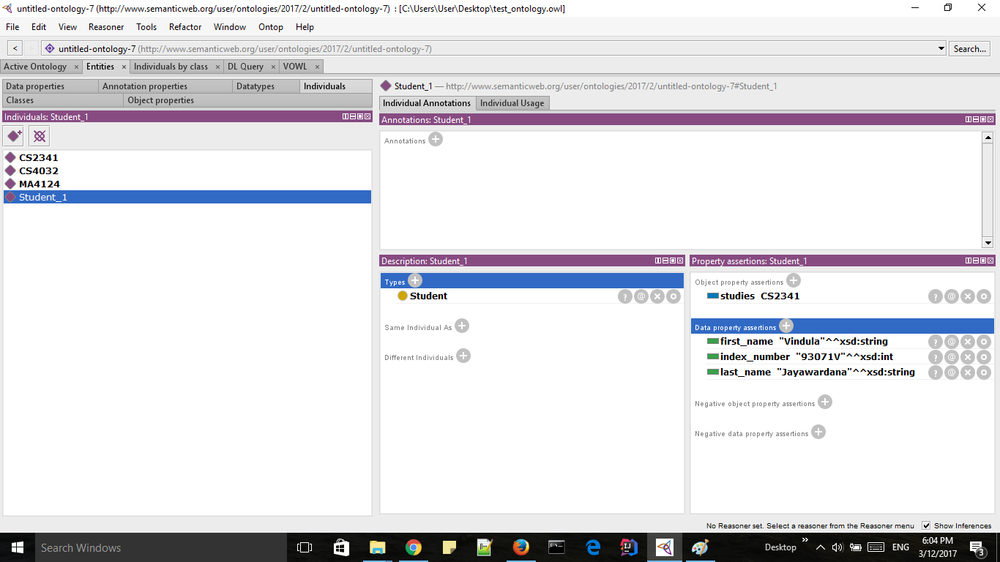 untitled-ontology-7 (http://www.semanticweb.org/user/ontologies/2017/2/untitled-ontology-7) : [C:\Users\User\Desktop\test_ontology.owl]
File Edit View Reasoner Tools Refactor Window Ontop Help
< > untitled-ontology-7 (http://www.semanticweb.org/user/ontologies/2017/2/untitled-ontology-7) Search...
Active Ontology × Entities × Individuals by class × DL Query × VOWL ×
Data properties Annotation properties Datatypes Individuals
Classes Object properties
Individuals: Student_1
CS2341
CS4032
MA4124
Student_1
Student_1 — http://www.semanticweb.org/user/ontologies/2017/2/untitled-ontology-7#Student_1
Individual Annotations Individual Usage
Annotations: Student_1
Annotations
Description: Student_1
Types
Student
Same Individual As
Different Individuals
Property assertions: Student_1
Object property assertions
studies CS2341
Data property assertions
first_name "Vindula"^^xsd:string
index_number "93071V"^^xsd:int
last_name "Jayawardana"^^xsd:string
Negative object property assertions
Negative data property assertions
No Reasoner set. Select a reasoner from the Reasoner menu Show Inferences
Search Windows
Desktop » ENG 6:04 PM
3/12/2017 3